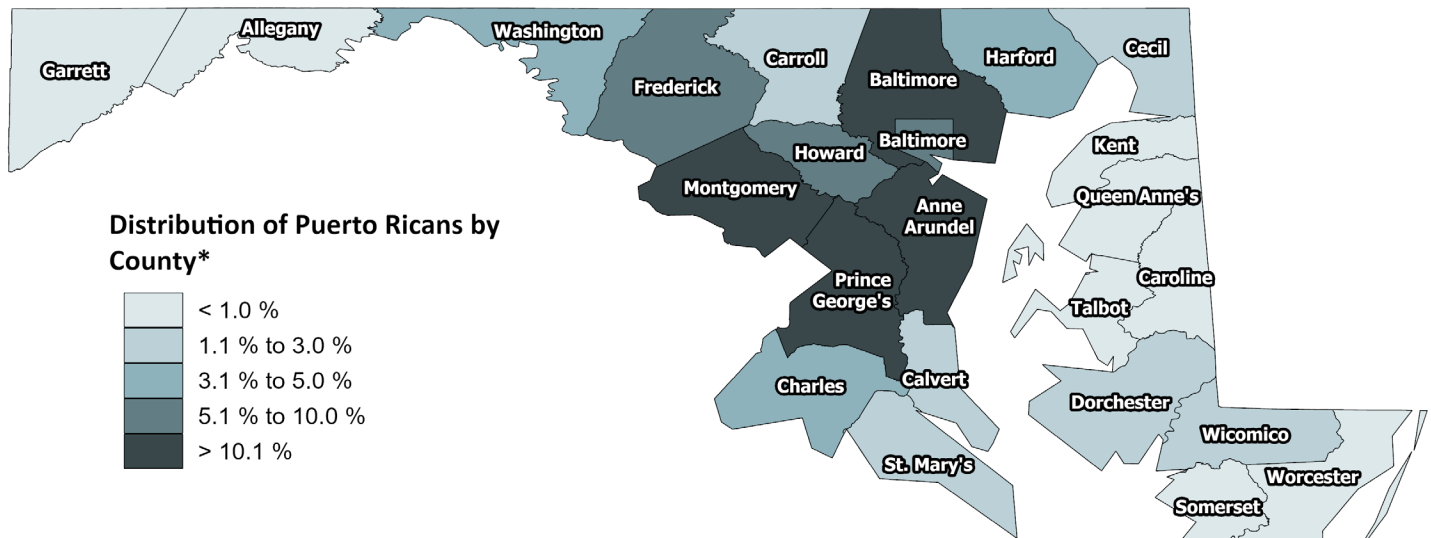 Allegany
Washington
Garrett
Frederick
Carroll
Baltimore
Harford
Cecil
Baltimore
Howard
Kent
Montgomery
Queen Anne's
Anne
Arundel
Distribution of Puerto Ricans by
County*
Prince
George's
Caroline
Talbot
< 1.0 %
1.1 % to 3.0 %
3.1 % to 5.0 %
5.1 % to 10.0 %
> 10.1 %
Charles
Calvert
Dorchester
Wicomico
St. Mary's
Worcester
Somerset